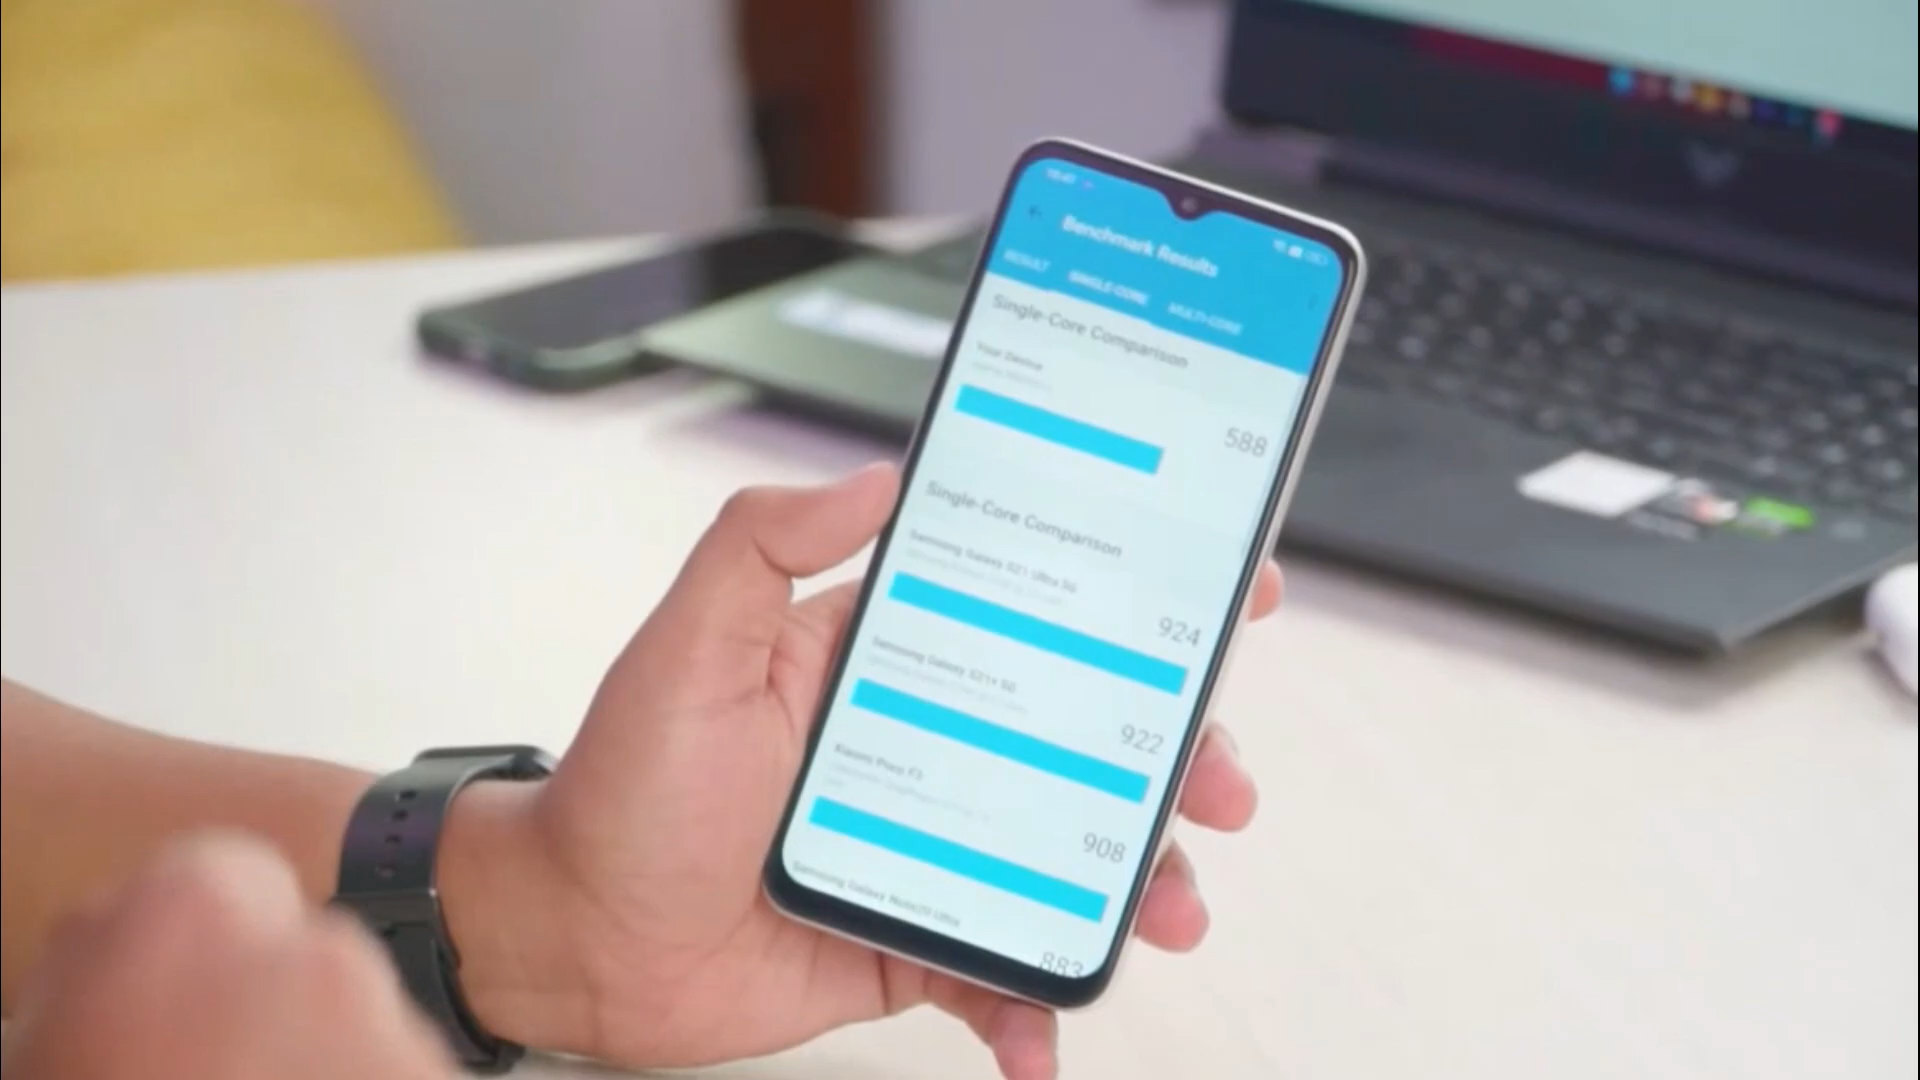 Benchmark Results
RESULT SINGLE-CORE MULTI-CORE
Single-Core Comparison
Your Device
588
Single-Core Comparison
Samsung Galaxy S21 Ultra 5G
924
Samsung Galaxy S21+ 5G
922
Xiaomi Poco F3
908
Samsung Galaxy Note20 Ultra
883